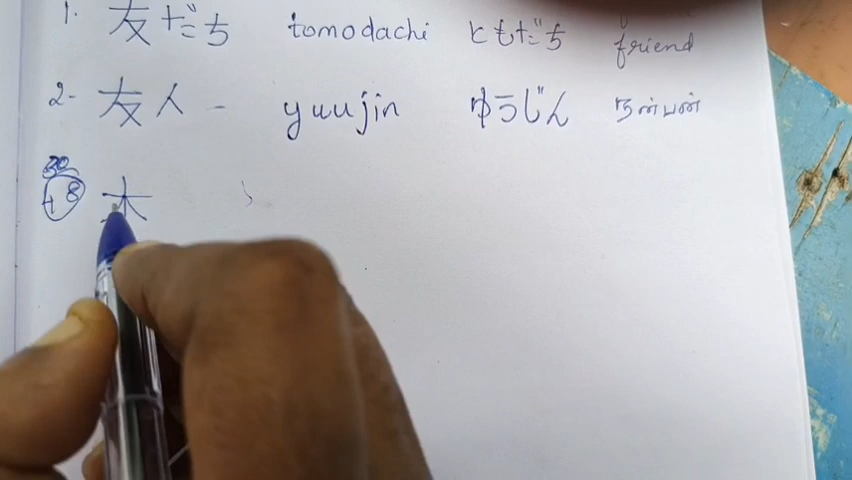 1. 友だち tomodachi ともだち friend
2- 友人 - yuujin ゆうじん நண்பன்
木